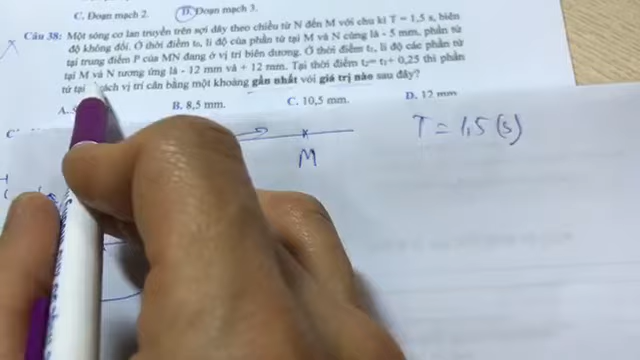 C. Đoạn mạch 2. D. Đoạn mạch 3.
Câu 38: Một sóng cơ lan truyền trên sợi dây theo chiều từ N đến M với chu kì T = 1,5 s, biên
độ không đổi. Ở thời điểm t₀, li độ của phần tử tại M và N cùng là - 5 mm, phần tử
tại trung điểm P của MN đang ở vị trí biên dương. Ở thời điểm t₁, li độ các phần tử
tại M và N tương ứng là - 12 mm và + 12 mm. Tại thời điểm t₂= t₁+ 0,25 thì phần
tử tại cách vị trí cân bằng một khoảng gần nhất với giá trị nào sau đây?
A. B. 8,5 mm. C. 10,5 mm. D. 12 mm
T = 1,5 (s)
M